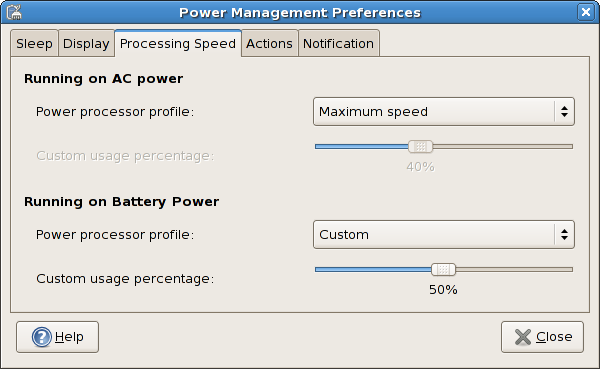 Power Management Preferences
Sleep Display Processing Speed Actions Notification
Running on AC power
Power processor profile: Maximum speed
Custom usage percentage:
40%
Running on Battery Power
Power processor profile: Custom
Custom usage percentage:
50%
Help Close